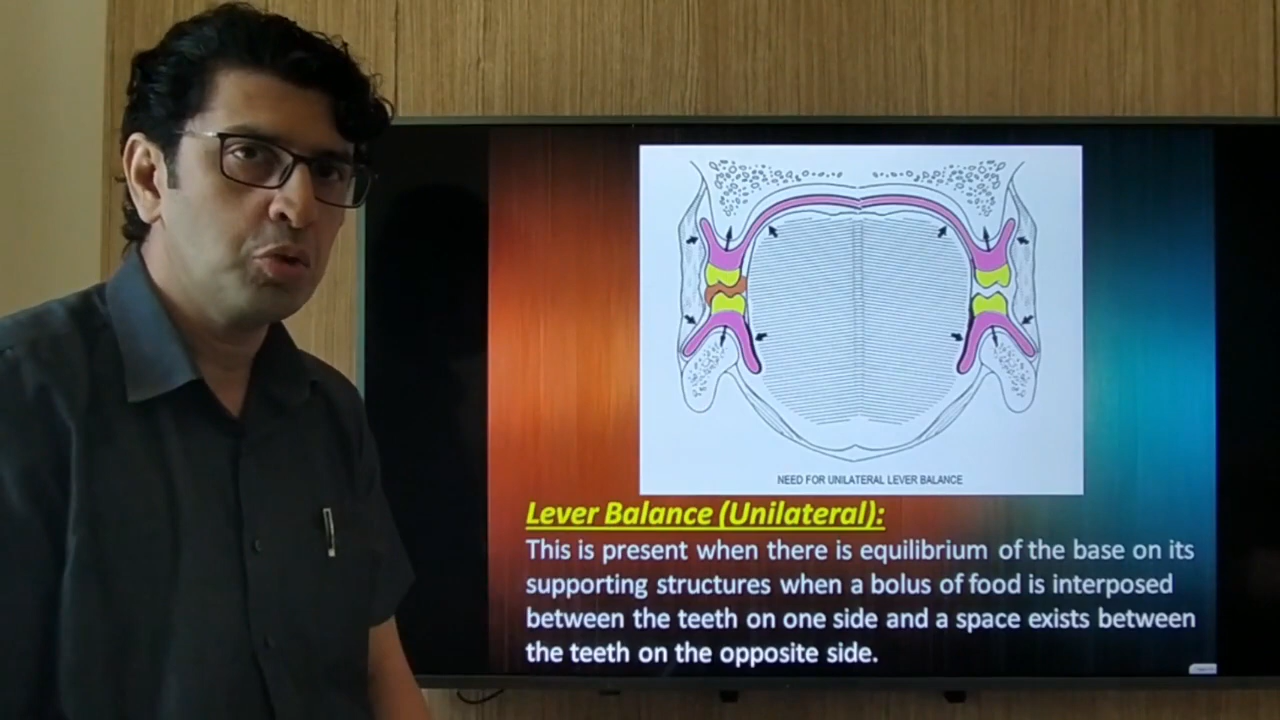 NEED FOR UNILATERAL LEVER BALANCE
Lever Balance (Unilateral):
This is present when there is equilibrium of the base on its
supporting structures when a bolus of food is interposed
between the teeth on one side and a space exists between
the teeth on the opposite side.